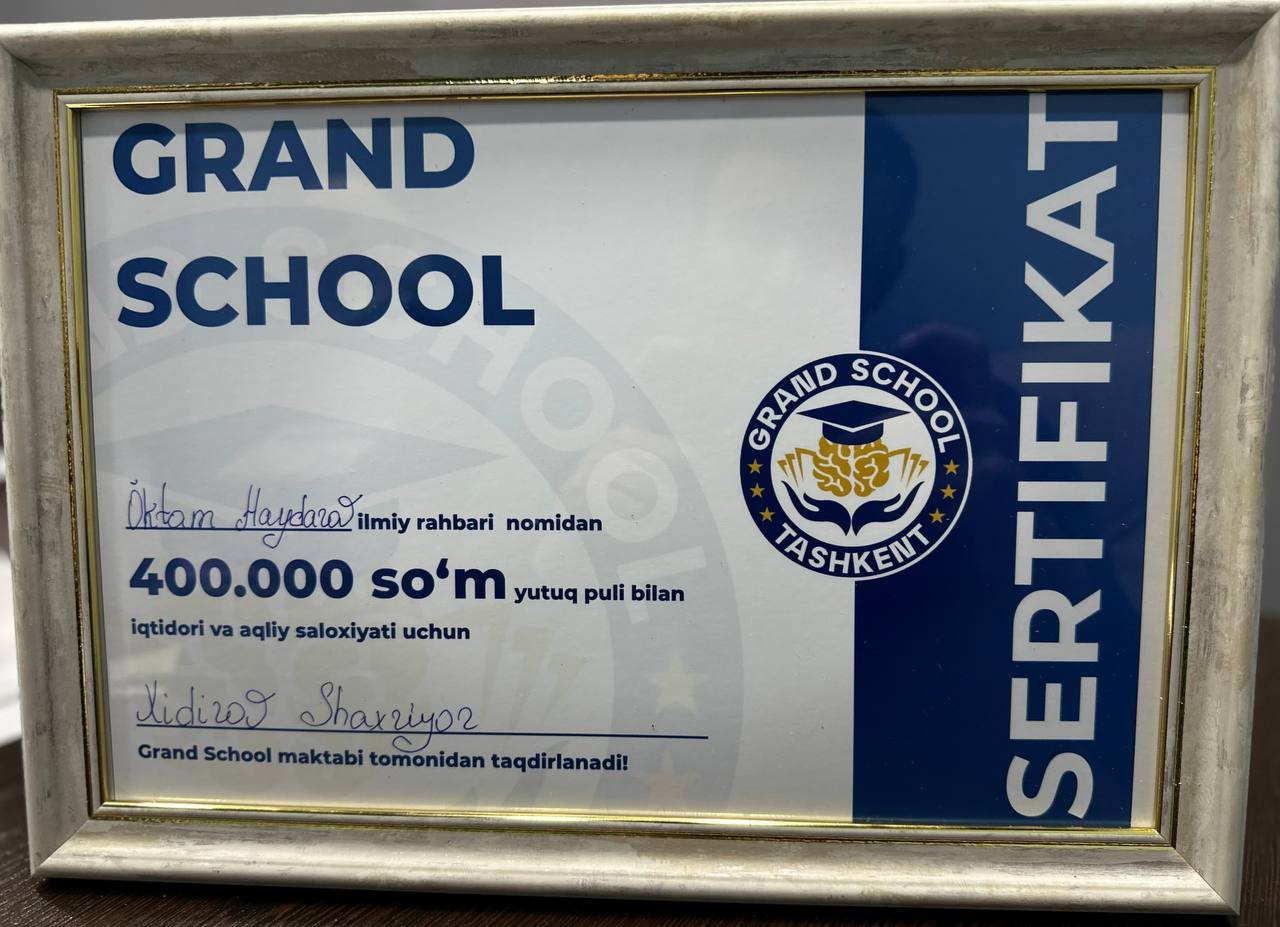 GRAND
SCHOOL
Öktam Haydarov ilmiy rahbari nomidan
400.000 so‘m yutuq puli bilan
iqtidori va aqliy saloxiyati uchun
Xidirov Shaxriyor
Grand School maktabi tomonidan taqdirlanadi!
GRAND SCHOOL
TASHKENT
SERTIFIKAT